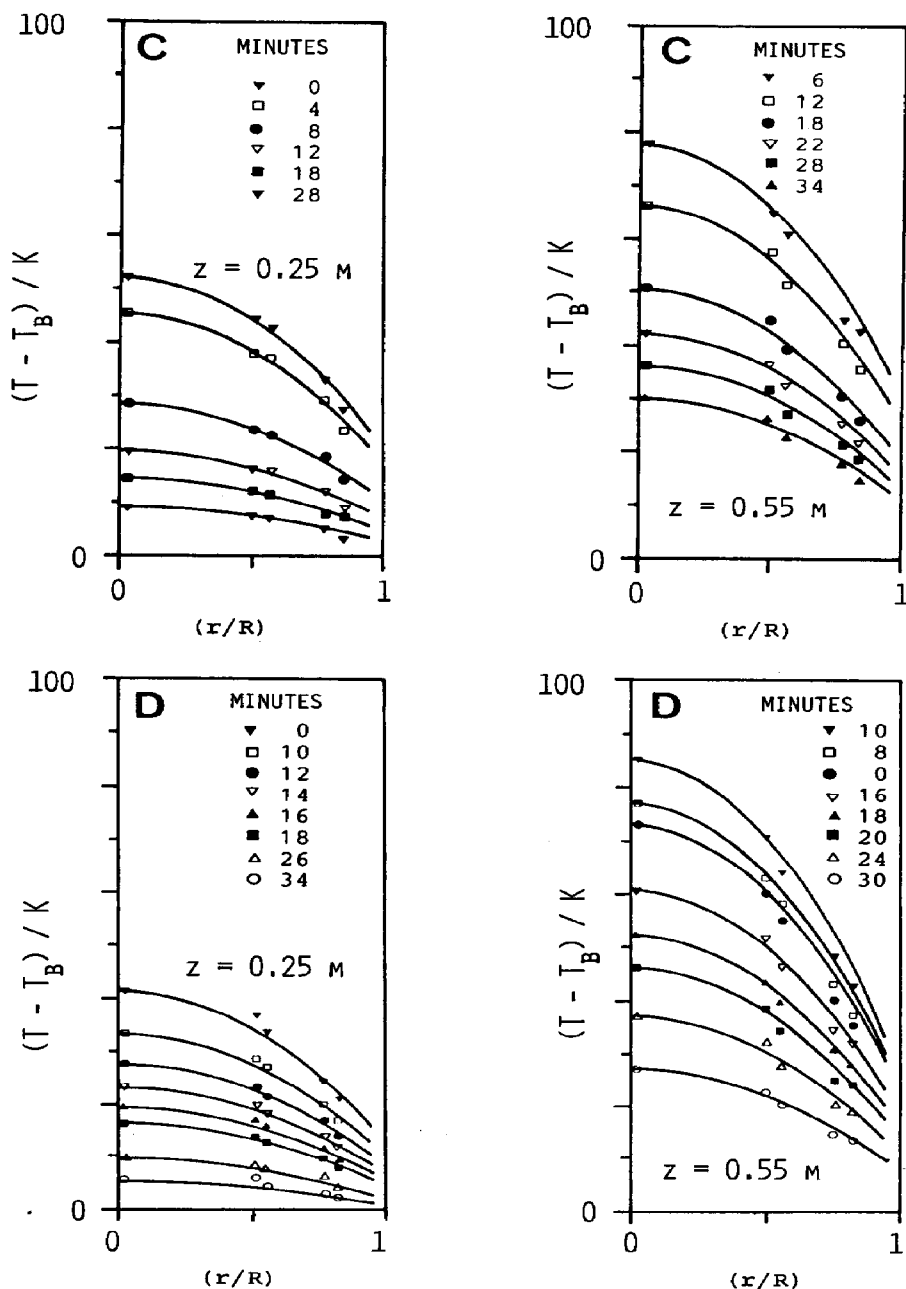 100
C
MINUTES
0
4
8
12
18
28
z = 0.25 M
(T - T_B) / K
0
0
1
(r/R)
100
C
MINUTES
6
12
18
22
28
34
z = 0.55 M
(T - T_B) / K
0
0
1
(r/R)
100
D
MINUTES
0
10
12
14
16
18
26
34
z = 0.25 M
(T - T_B) / K
0
0
1
(r/R)
100
D
MINUTES
10
8
0
16
18
20
24
30
z = 0.55 M
(T - T_B) / K
0
0
1
(r/R)